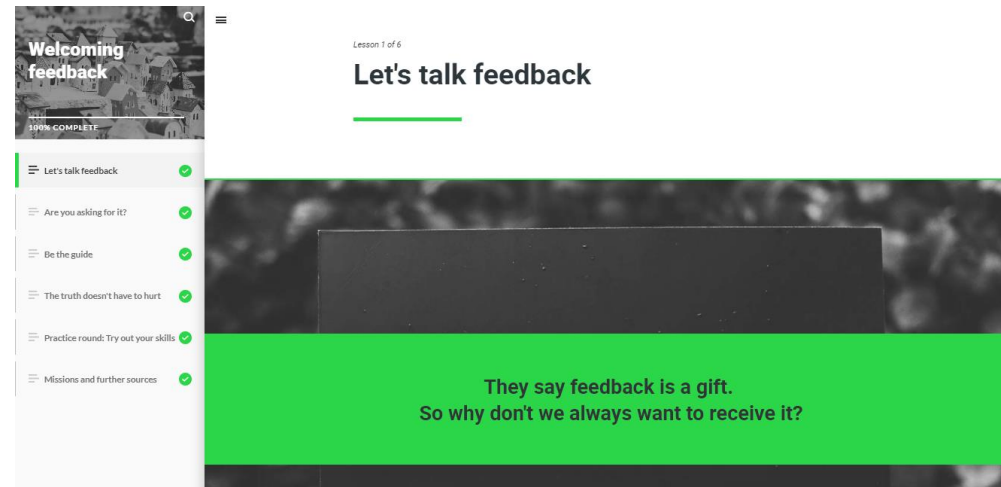 Welcoming
feedback
100% COMPLETE
Let's talk feedback
Are you asking for it?
Be the guide
The truth doesn't have to hurt
Practice round: Try out your skills
Missions and further sources
Lesson 1 of 6
Let's talk feedback
They say feedback is a gift.
So why don't we always want to receive it?